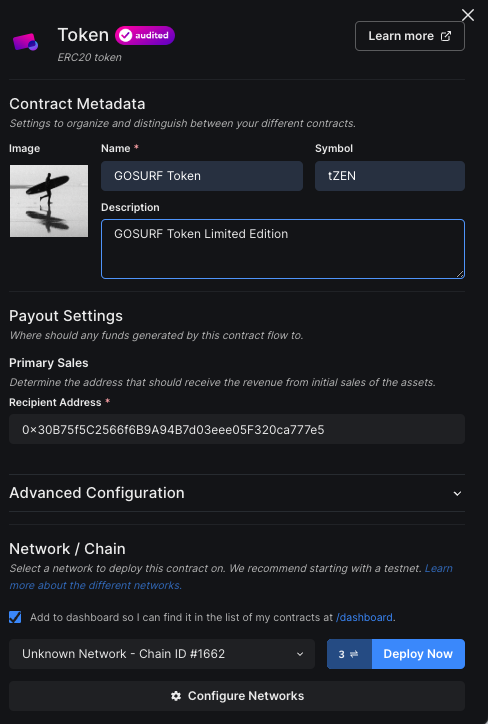 Token audited
Learn more
ERC20 token
Contract Metadata
Settings to organize and distinguish between your different contracts.
Image
Name *
Symbol
GOSURF Token
tZEN
Description
GOSURF Token Limited Edition
Payout Settings
Where should any funds generated by this contract flow to.
Primary Sales
Determine the address that should receive the revenue from initial sales of the assets.
Recipient Address *
0x30B75f5C2566f6B9A94B7d03eee05F320ca777e5
Advanced Configuration
Network / Chain
Select a network to deploy this contract on. We recommend starting with a testnet. Learn
more about the different networks.
Add to dashboard so I can find it in the list of my contracts at /dashboard.
Unknown Network - Chain ID #1662
3 ⇌
Deploy Now
Configure Networks